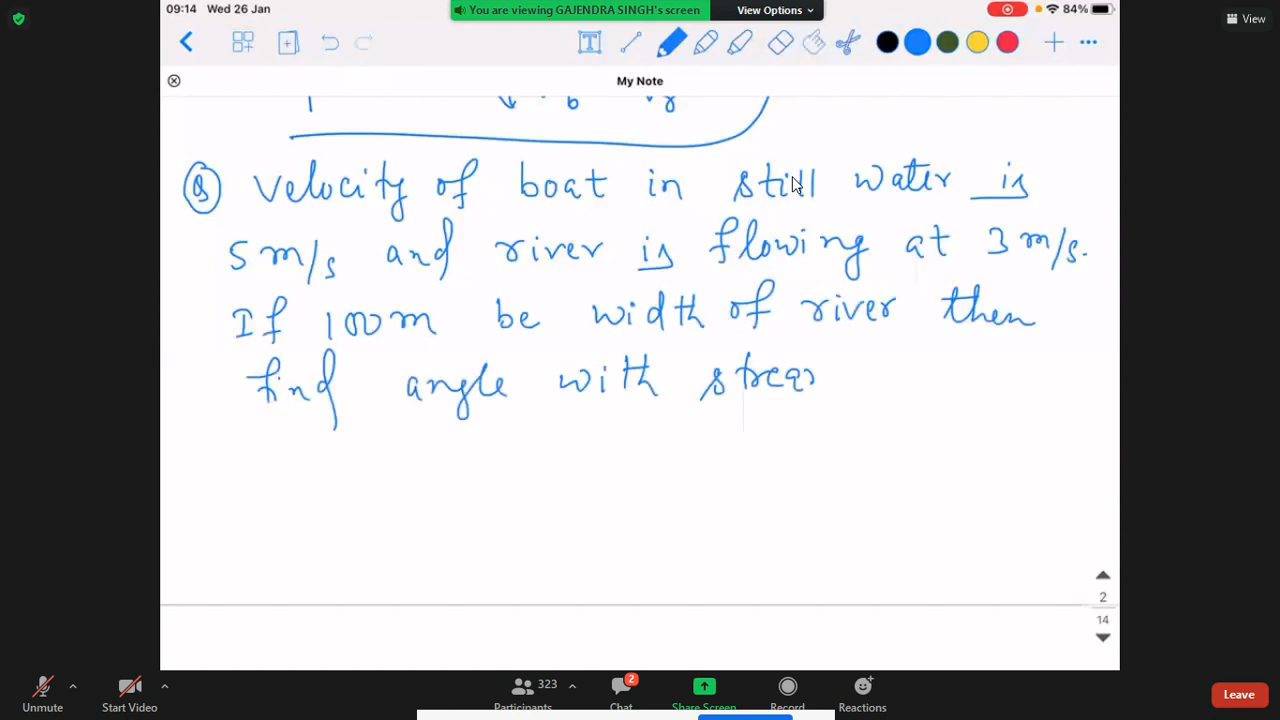 09:14 Wed 26 Jan
You are viewing GAJENDRA SINGH's screen
View Options
84%
View
My Note
Q Velocity of boat in still water is
5 m/s and river is flowing at 3 m/s.
If 100m be width of river then
find angle with strea
2
14
Unmute
Start Video
323
Participants
2
Chat
Share Screen
Record
Reactions
Leave